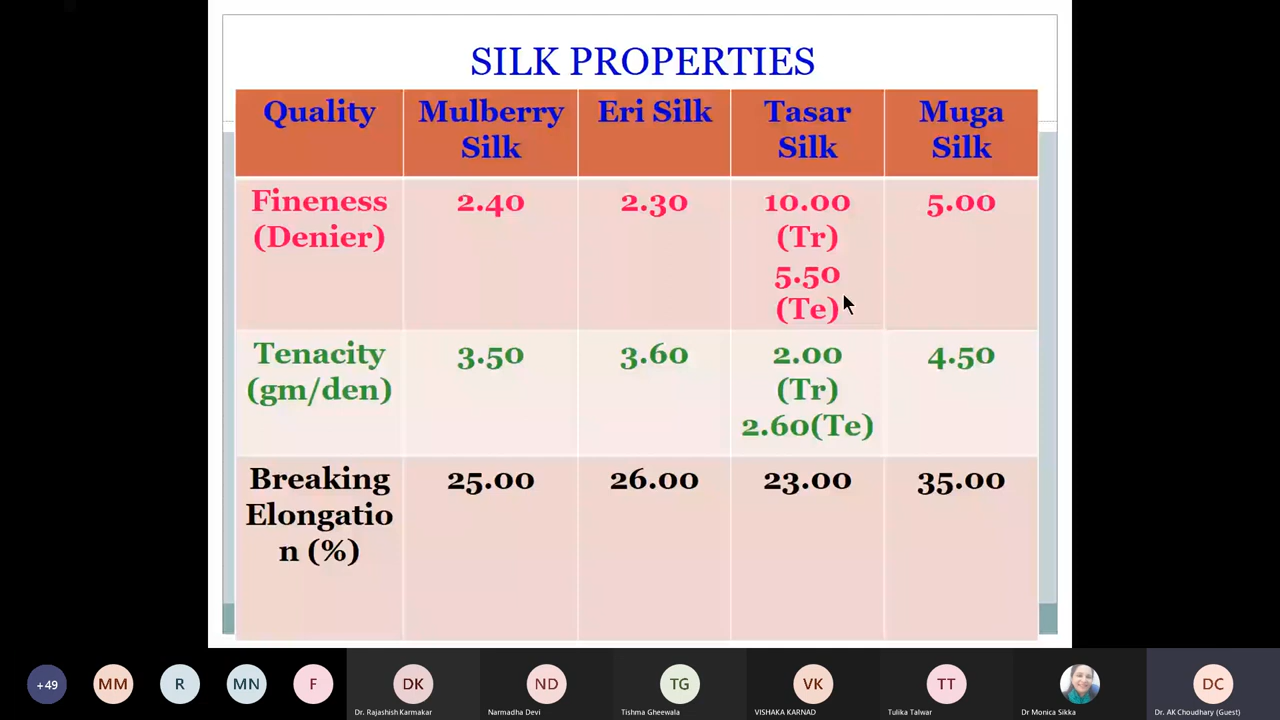 SILK PROPERTIES
Quality
Mulberry
Silk
Eri Silk
Tasar
Silk
Muga
Silk
Fineness
(Denier)
2.40
2.30
10.00
(Tr)
5.50
(Te)
5.00
Tenacity
(gm/den)
3.50
3.60
2.00
(Tr)
2.60(Te)
4.50
Breaking
Elongatio
n (%)
25.00
26.00
23.00
35.00
+49
MM
R
MN
F
DK
Dr. Rajashish Karmakar
ND
Narmadha Devi
TG
Tishma Gheewala
VK
VISHAKA KARNAD
TT
Tulika Talwar
Dr Monica Sikka
DC
Dr. AK Choudhary (Guest)